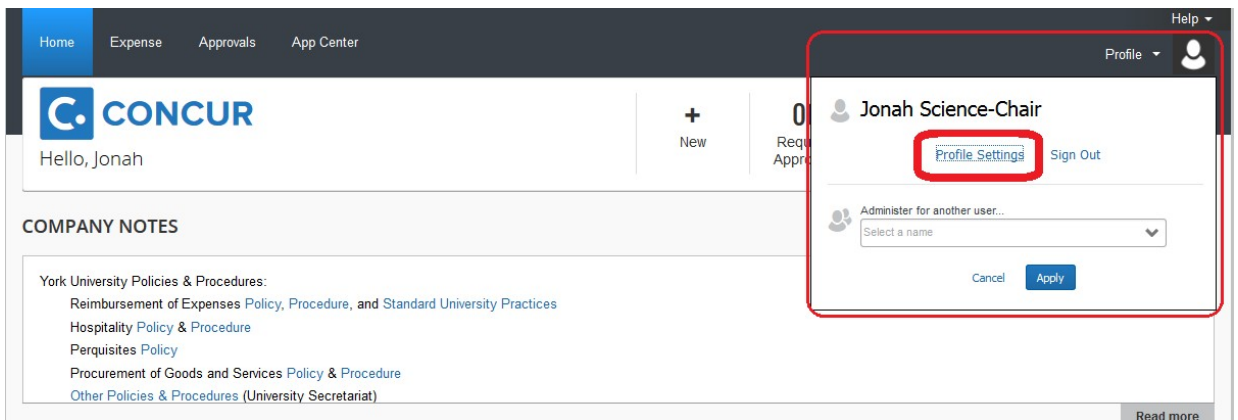 Help
Home Expense Approvals App Center
Profile
C. CONCUR
Hello, Jonah
+
New
Jonah Science-Chair
Profile Settings Sign Out
Administer for another user...
Select a name
Cancel Apply
COMPANY NOTES
York University Policies & Procedures:
Reimbursement of Expenses Policy, Procedure, and Standard University Practices
Hospitality Policy & Procedure
Perquisites Policy
Procurement of Goods and Services Policy & Procedure
Other Policies & Procedures (University Secretariat)
Read more